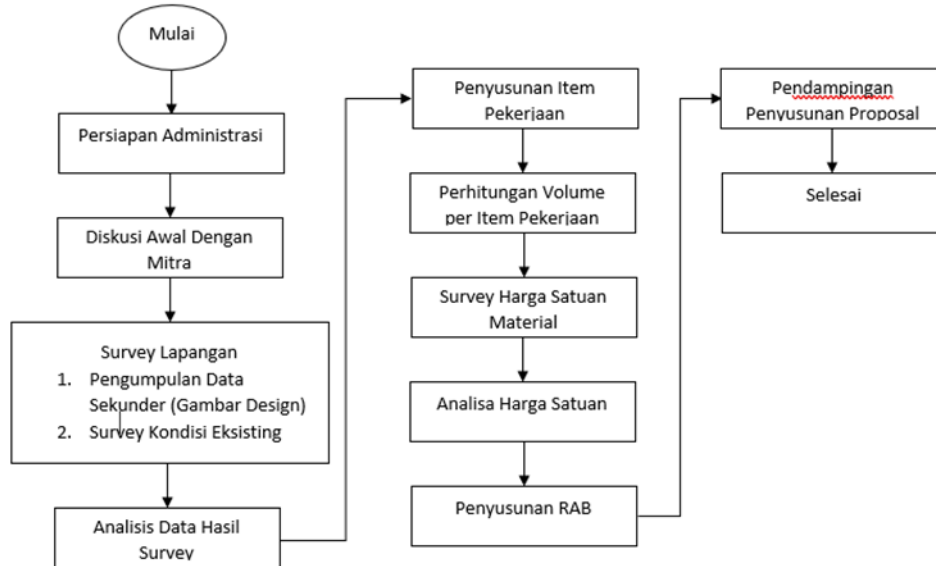 Mulai
Persiapan Administrasi
Diskusi Awal Dengan
Mitra
Survey Lapangan
1. Pengumpulan Data
Sekunder (Gambar Design)
2. Survey Kondisi Eksisting
Analisis Data Hasil
Survey
Penyusunan Item
Pekerjaan
Perhitungan Volume
per Item Pekerjaan
Survey Harga Satuan
Material
Analisa Harga Satuan
Penyusunan RAB
Pendampingan
Penyusunan Proposal
Selesai